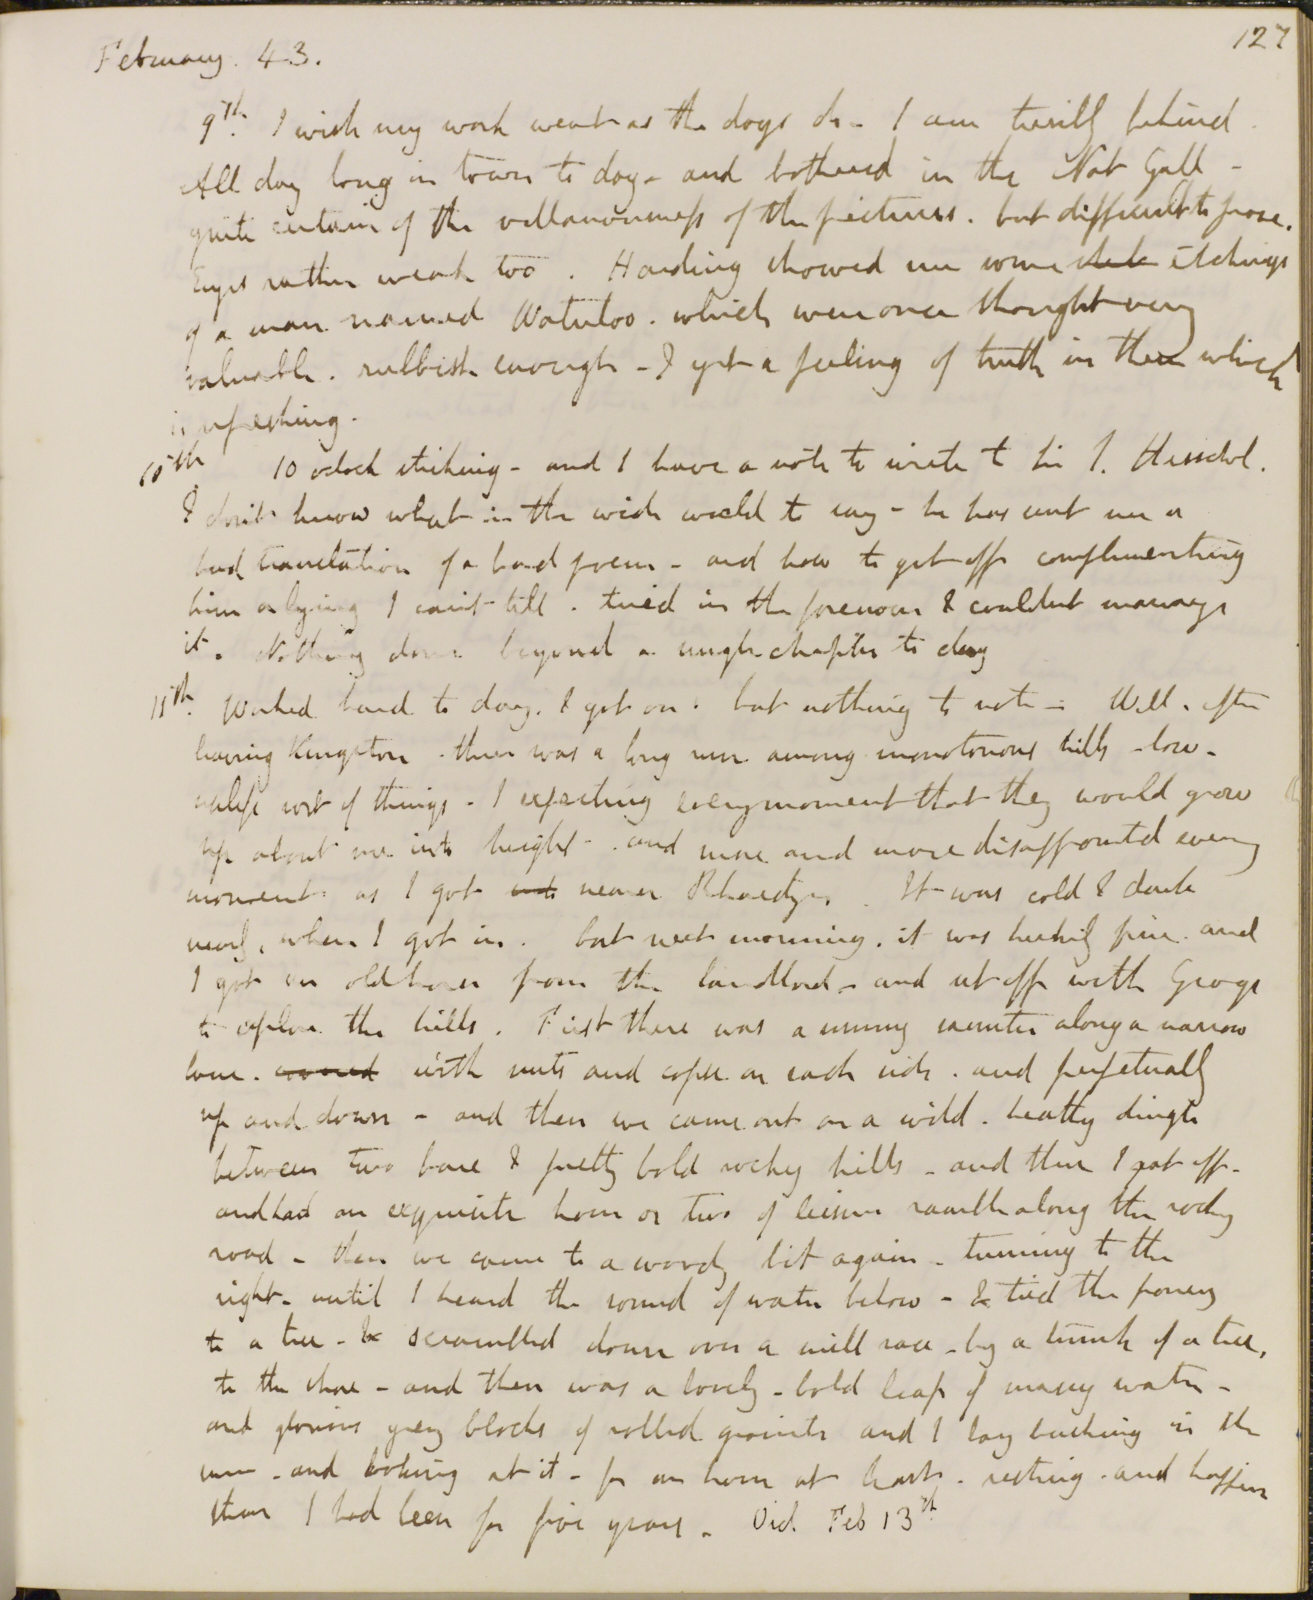 127
February. 43.
9th. I wish my work went as the days do - I am terribly behind.
All day long in town to day - and bothered in the Nat Gall -
quite certain of the villanousness of the pictures. but difficult to prove.
Eyes rather weak too. Harding showed me some etchings
of a man named Waterloo. which were once thought very
valuable. rubbish enough - & yet a feeling of truth in them which
is refreshing.
10th 10 oclock striking - and I have a note to write to Sir J. Herschel.
I don't know what in the wide world to say - he has sent me a
bad translation of a bad poem - and how to get off complimenting
him or lying I can't tell. tried in the forenoon & couldnt manage
it. Nothing done beyond a rough chapter to day
11th. Worked hard to day. & got on: but nothing to note - Well. after
leaving Kington. there was a long run among monotonous hills - low -
sort of things - I expecting every moment that they would grow
up about me into height - and more and more disappointed every
moment as I got nearer Rhaedyr. It was cold & dark
nearly, when I got in. but next morning. it was fine. and
I got an old horse from the landlord - and set off with George
to explore the hills. First there was a sunny saunter along a narrow
lane. covered with nuts and copse on each side. and perpetually
up and down - and then we came out on a wild. heathy dingle
between two bare & pretty bold rocky hills - and there I got off -
and had an exquisite hour or two of leisure ramble along the rocky
road - then we came to a woody bit again - turning to the
right - until I heard the sound of water below - & tied the poney
to a tree - & scrambled down over a mill race - by a trunk of a tree,
to the shore - and there was a lovely - bold leap of massy water -
and glorious grey blocks of rolled granite and I lay basking in the
sun - and looking at it - for an hour at least. resting. and happier
than I had been for five years. Vid. Feb 13th